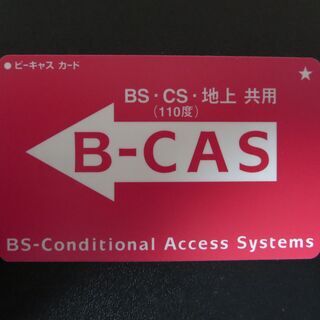 ● ビーキャス カード
★
BS・CS・地上 共用
(110度)
B-CAS
BS-Conditional Access Systems